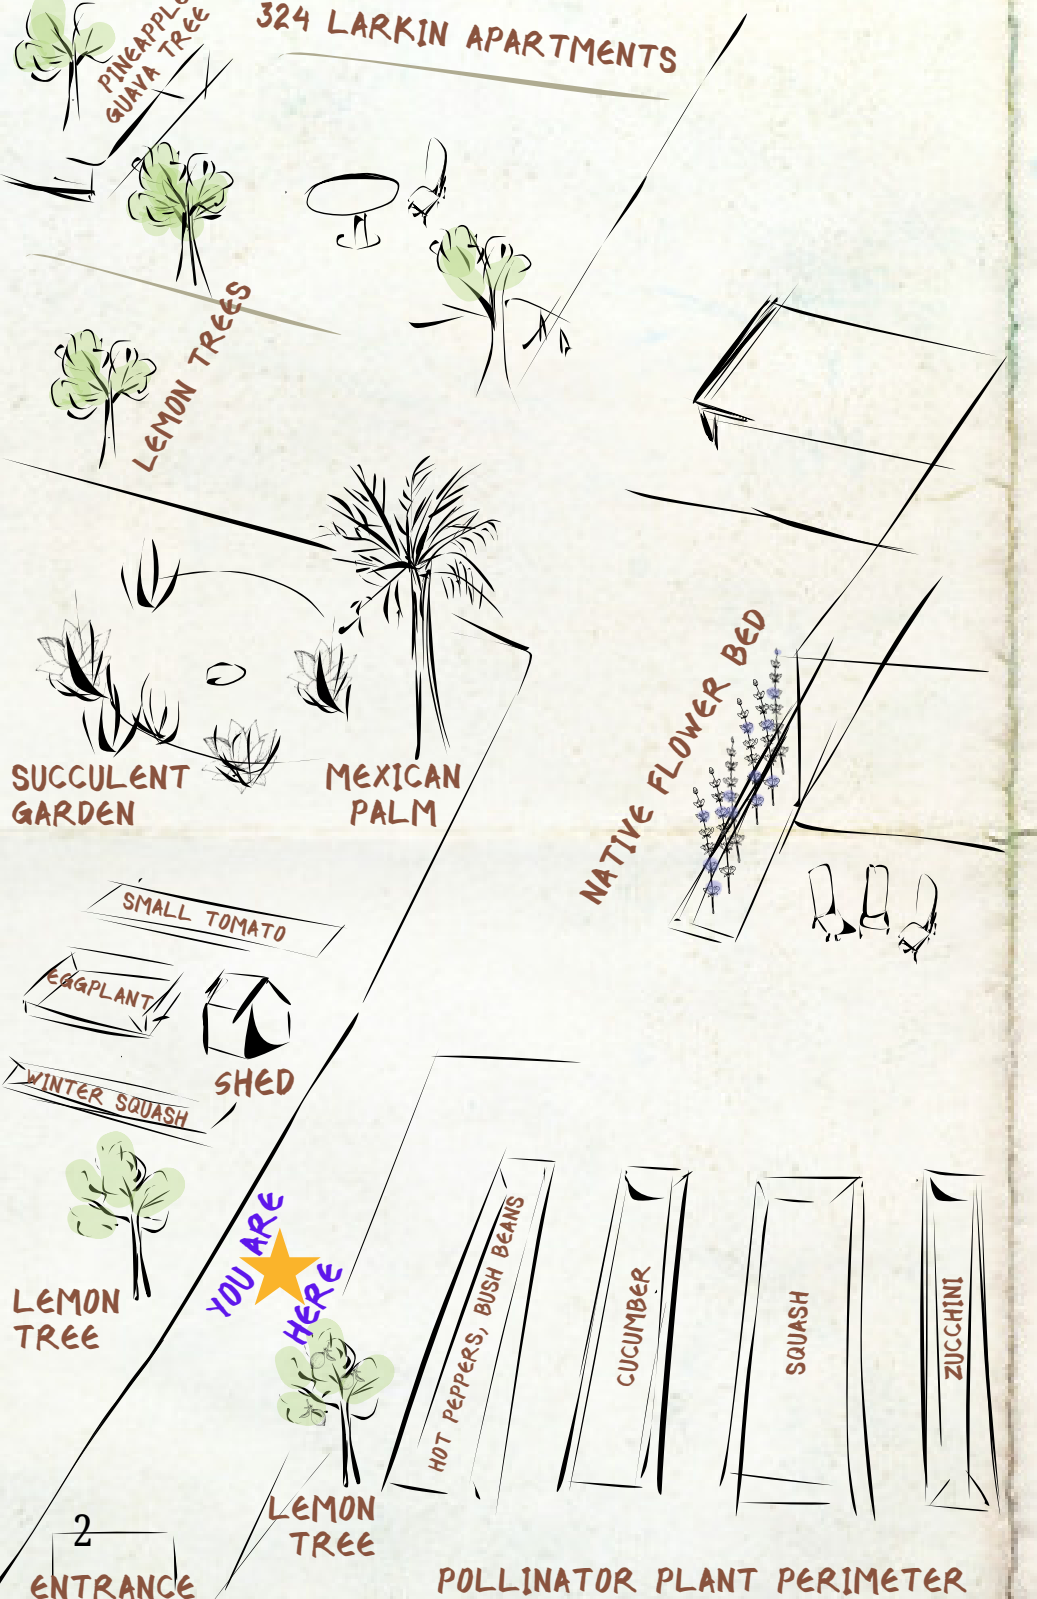 324 LARKIN APARTMENTS
PINEAPPLE
GUAVA TREE
LEMON TREES
SUCCULENT
GARDEN
MEXICAN
PALM
NATIVE FLOWER BED
SMALL TOMATO
EGGPLANT
SHED
WINTER SQUASH
YOU ARE
HERE
LEMON
TREE
HOT PEPPERS, BUSH BEANS
CUCUMBER
SQUASH
ZUCCHINI
LEMON
TREE
2
ENTRANCE
POLLINATOR PLANT PERIMETER